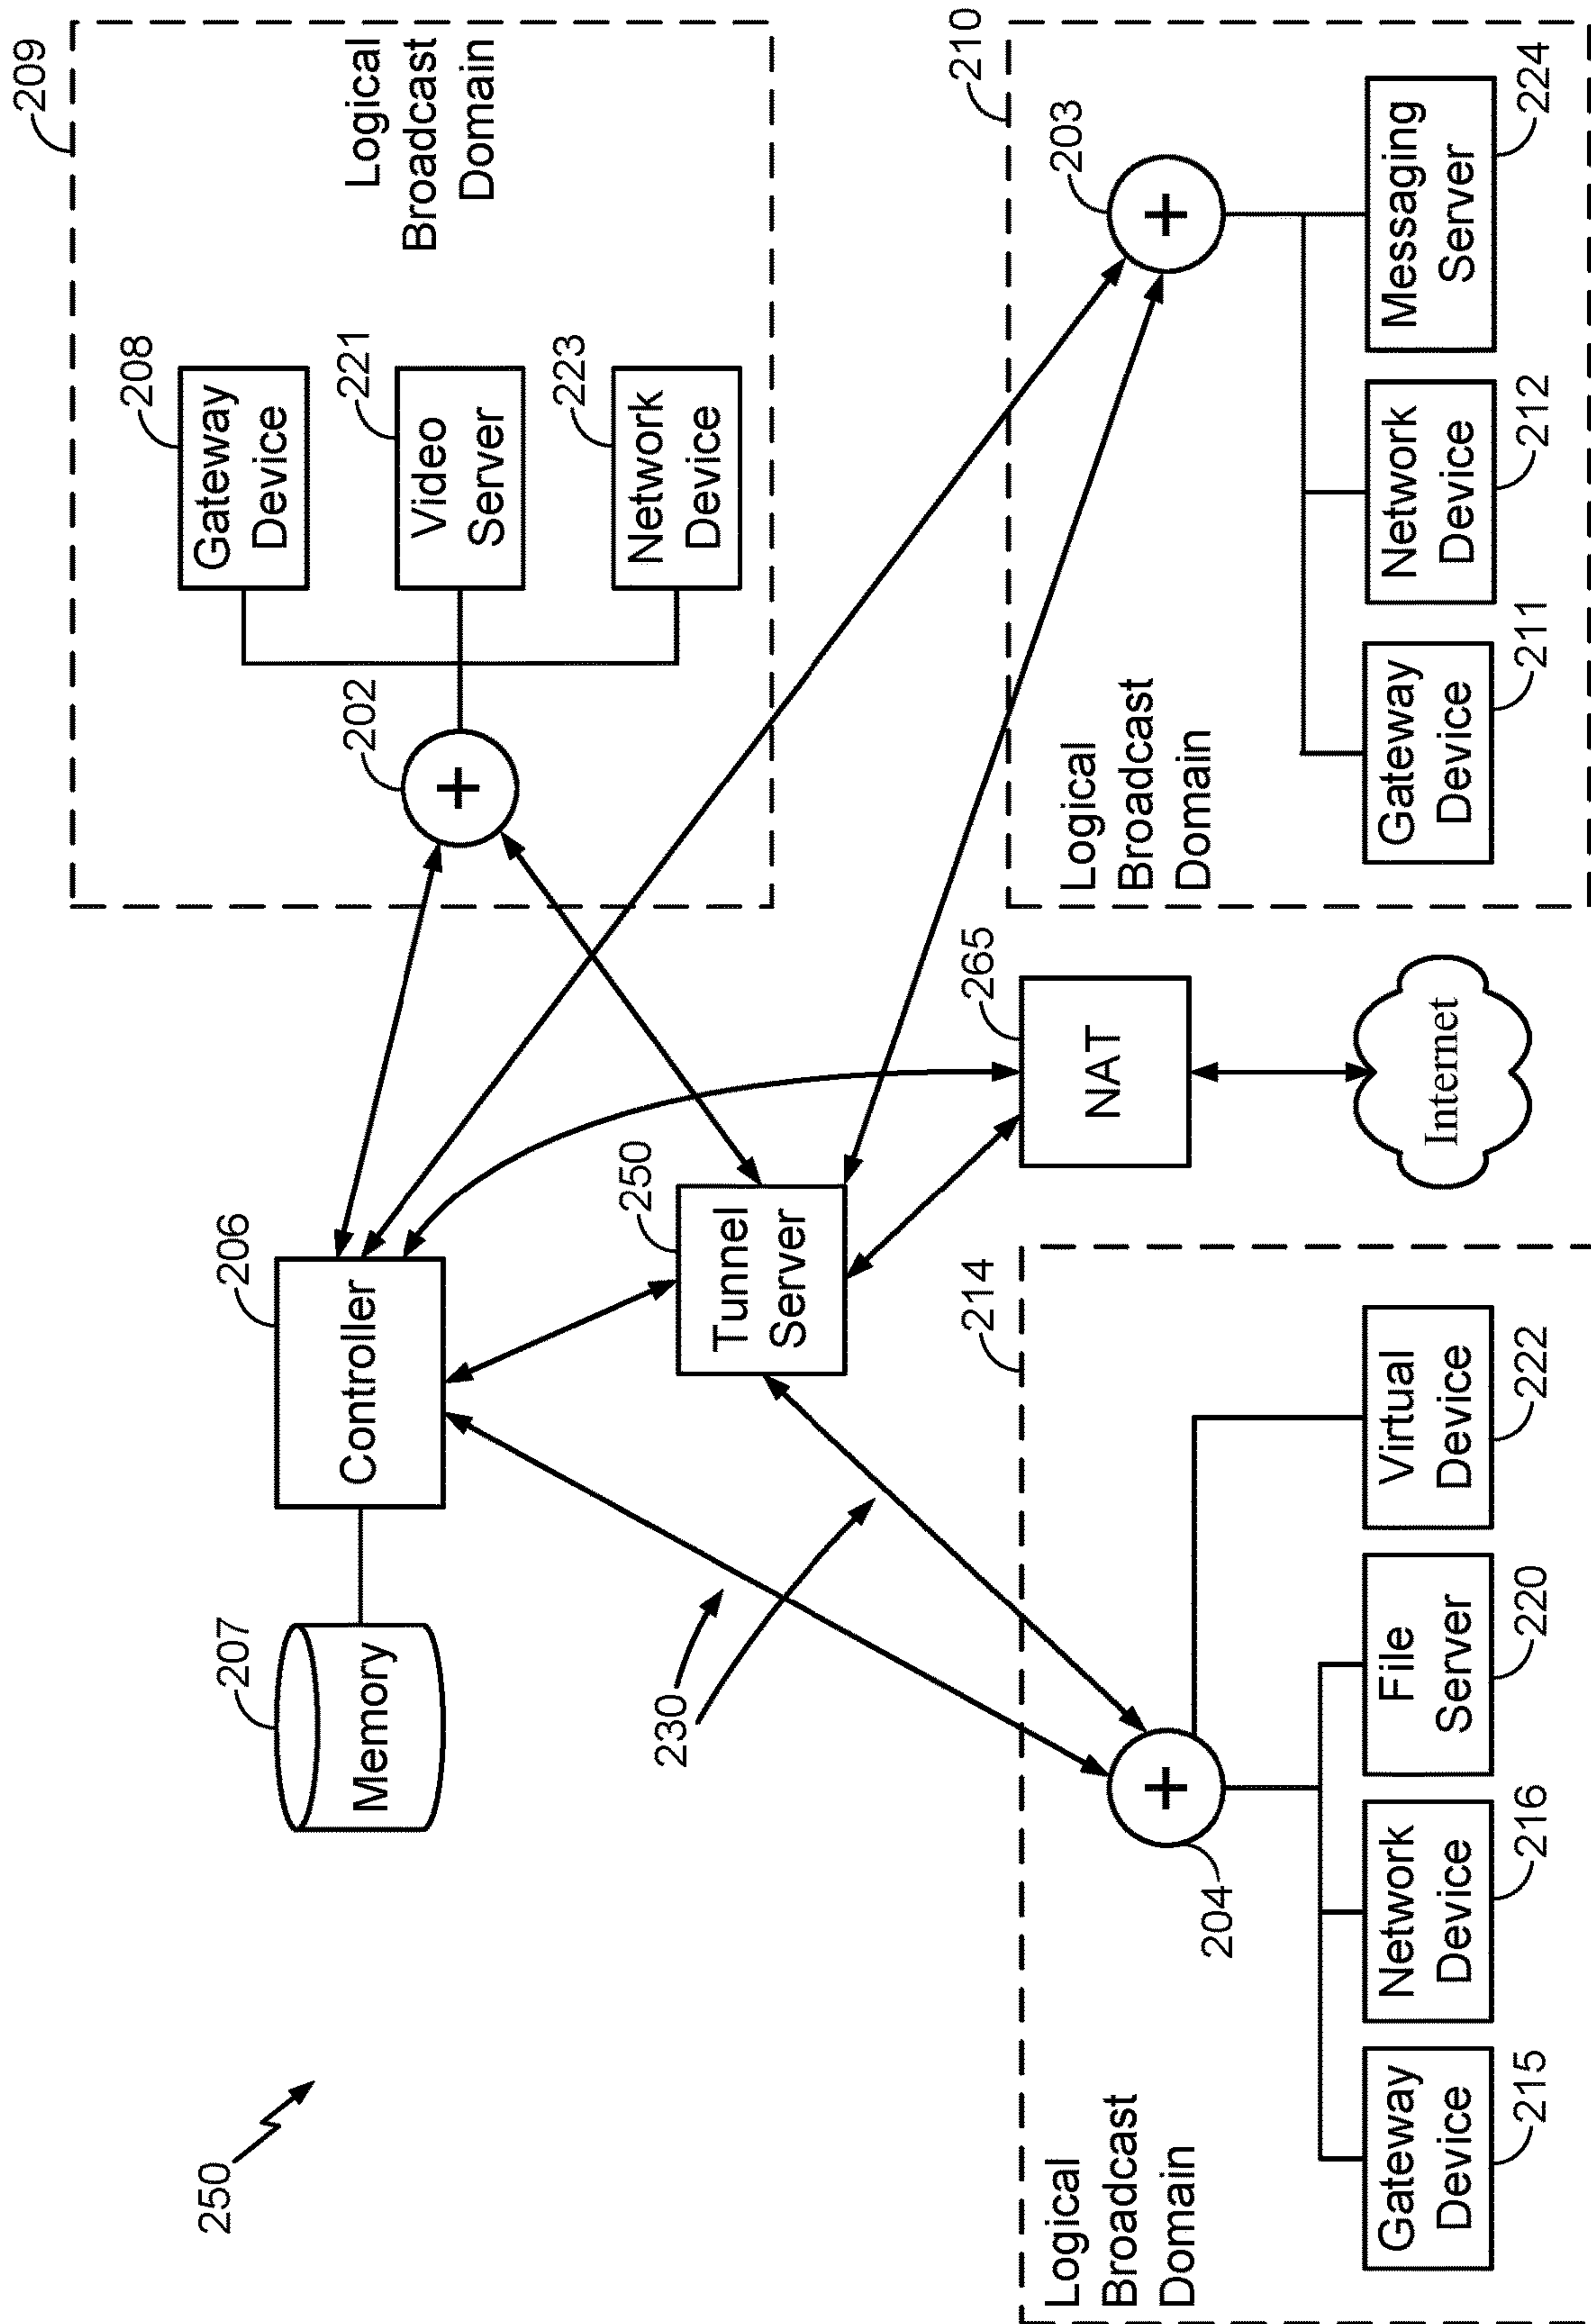 250
207
Memory
206
Controller
230
250
Tunnel
Server
265
NAT
Internet
209
Logical
Broadcast
Domain
202
208
Gateway
Device
221
Video
Server
223
Network
Device
214
Logical
Broadcast
Domain
204
Gateway
Device
215
Network
Device
216
File
Server
220
Virtual
Device
222
210
Logical
Broadcast
Domain
203
Gateway
Device
211
Network
Device
212
Messaging
Server
224